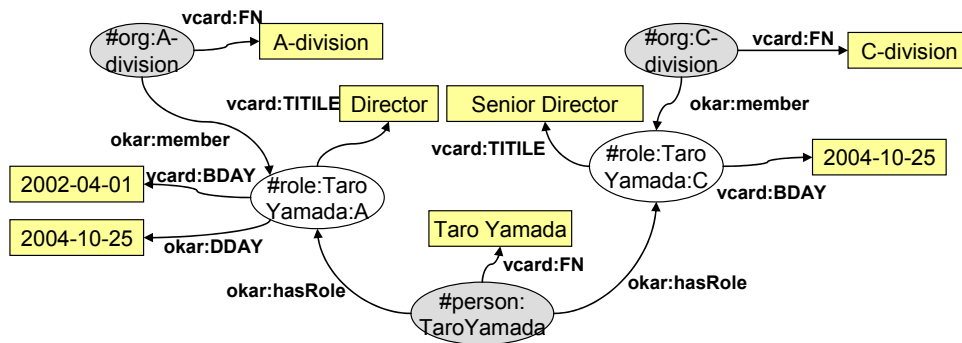 vcard:FN
#org:A-
division
A-division
#org:C-
division
vcard:FN
C-division
vcard:TITILE
Director
Senior Director
okar:member
okar:member
vcard:TITILE
2002-04-01
vcard:BDAY
#role:Taro
Yamada:A
#role:Taro
Yamada:C
2004-10-25
vcard:BDAY
2004-10-25
okar:DDAY
Taro Yamada
vcard:FN
okar:hasRole
okar:hasRole
#person:
TaroYamada